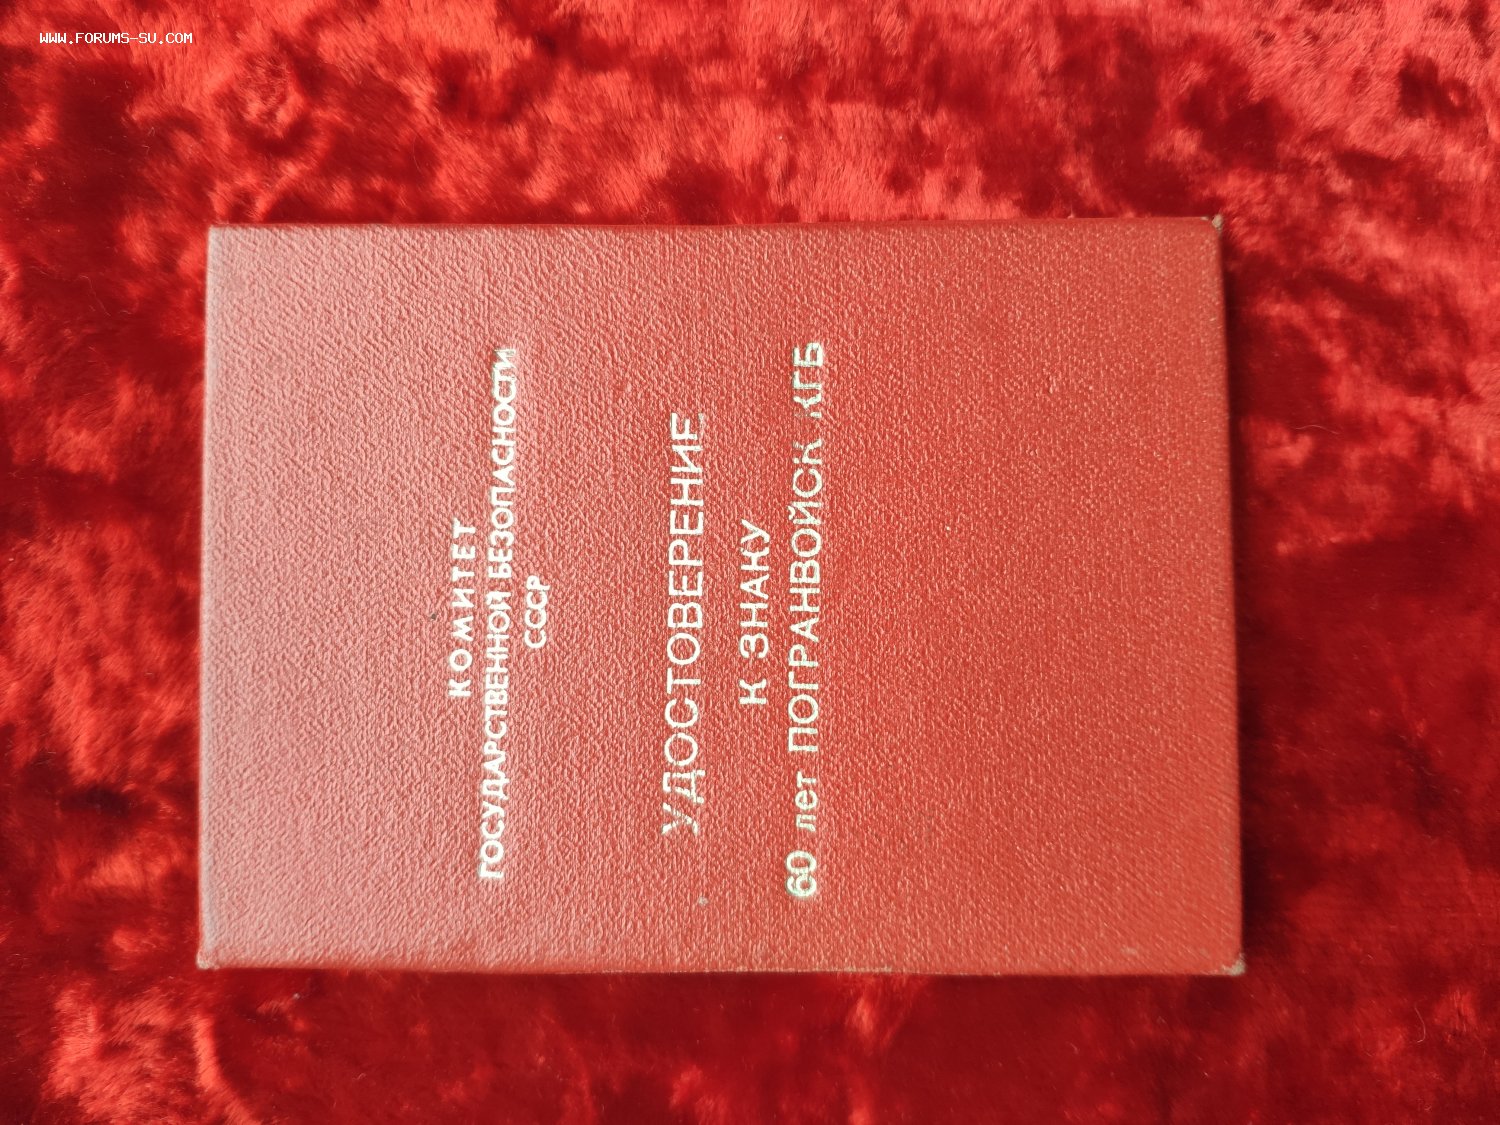 WWW.FORUMS-SU.COM
КОМИТЕТ
ГОСУДАРСТВЕННОЙ БЕЗОПАСНОСТИ
СССР
УДОСТОВЕРЕНИЕ
К ЗНАКУ
60 лет ПОГРАНВОЙСК КГБ